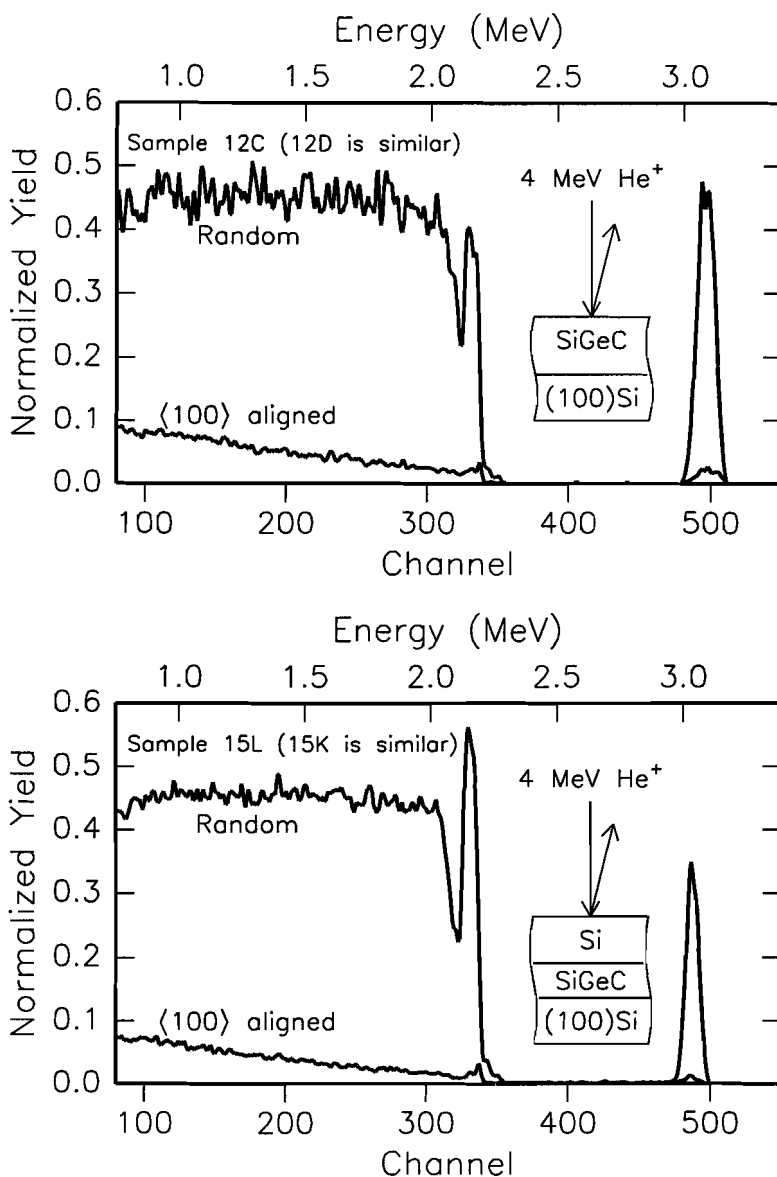 Energy (MeV)
1.0 1.5 2.0 2.5 3.0
0.6
0.5
0.4
0.3
0.2
0.1
0.0
Normalized Yield
Sample 12C (12D is similar)
Random
⟨100⟩ aligned
4 MeV He⁺
SiGeC
(100)Si
100 200 300 400 500
Channel
Energy (MeV)
1.0 1.5 2.0 2.5 3.0
0.6
0.5
0.4
0.3
0.2
0.1
0.0
Normalized Yield
Sample 15L (15K is similar)
Random
⟨100⟩ aligned
4 MeV He⁺
Si
SiGeC
(100)Si
100 200 300 400 500
Channel